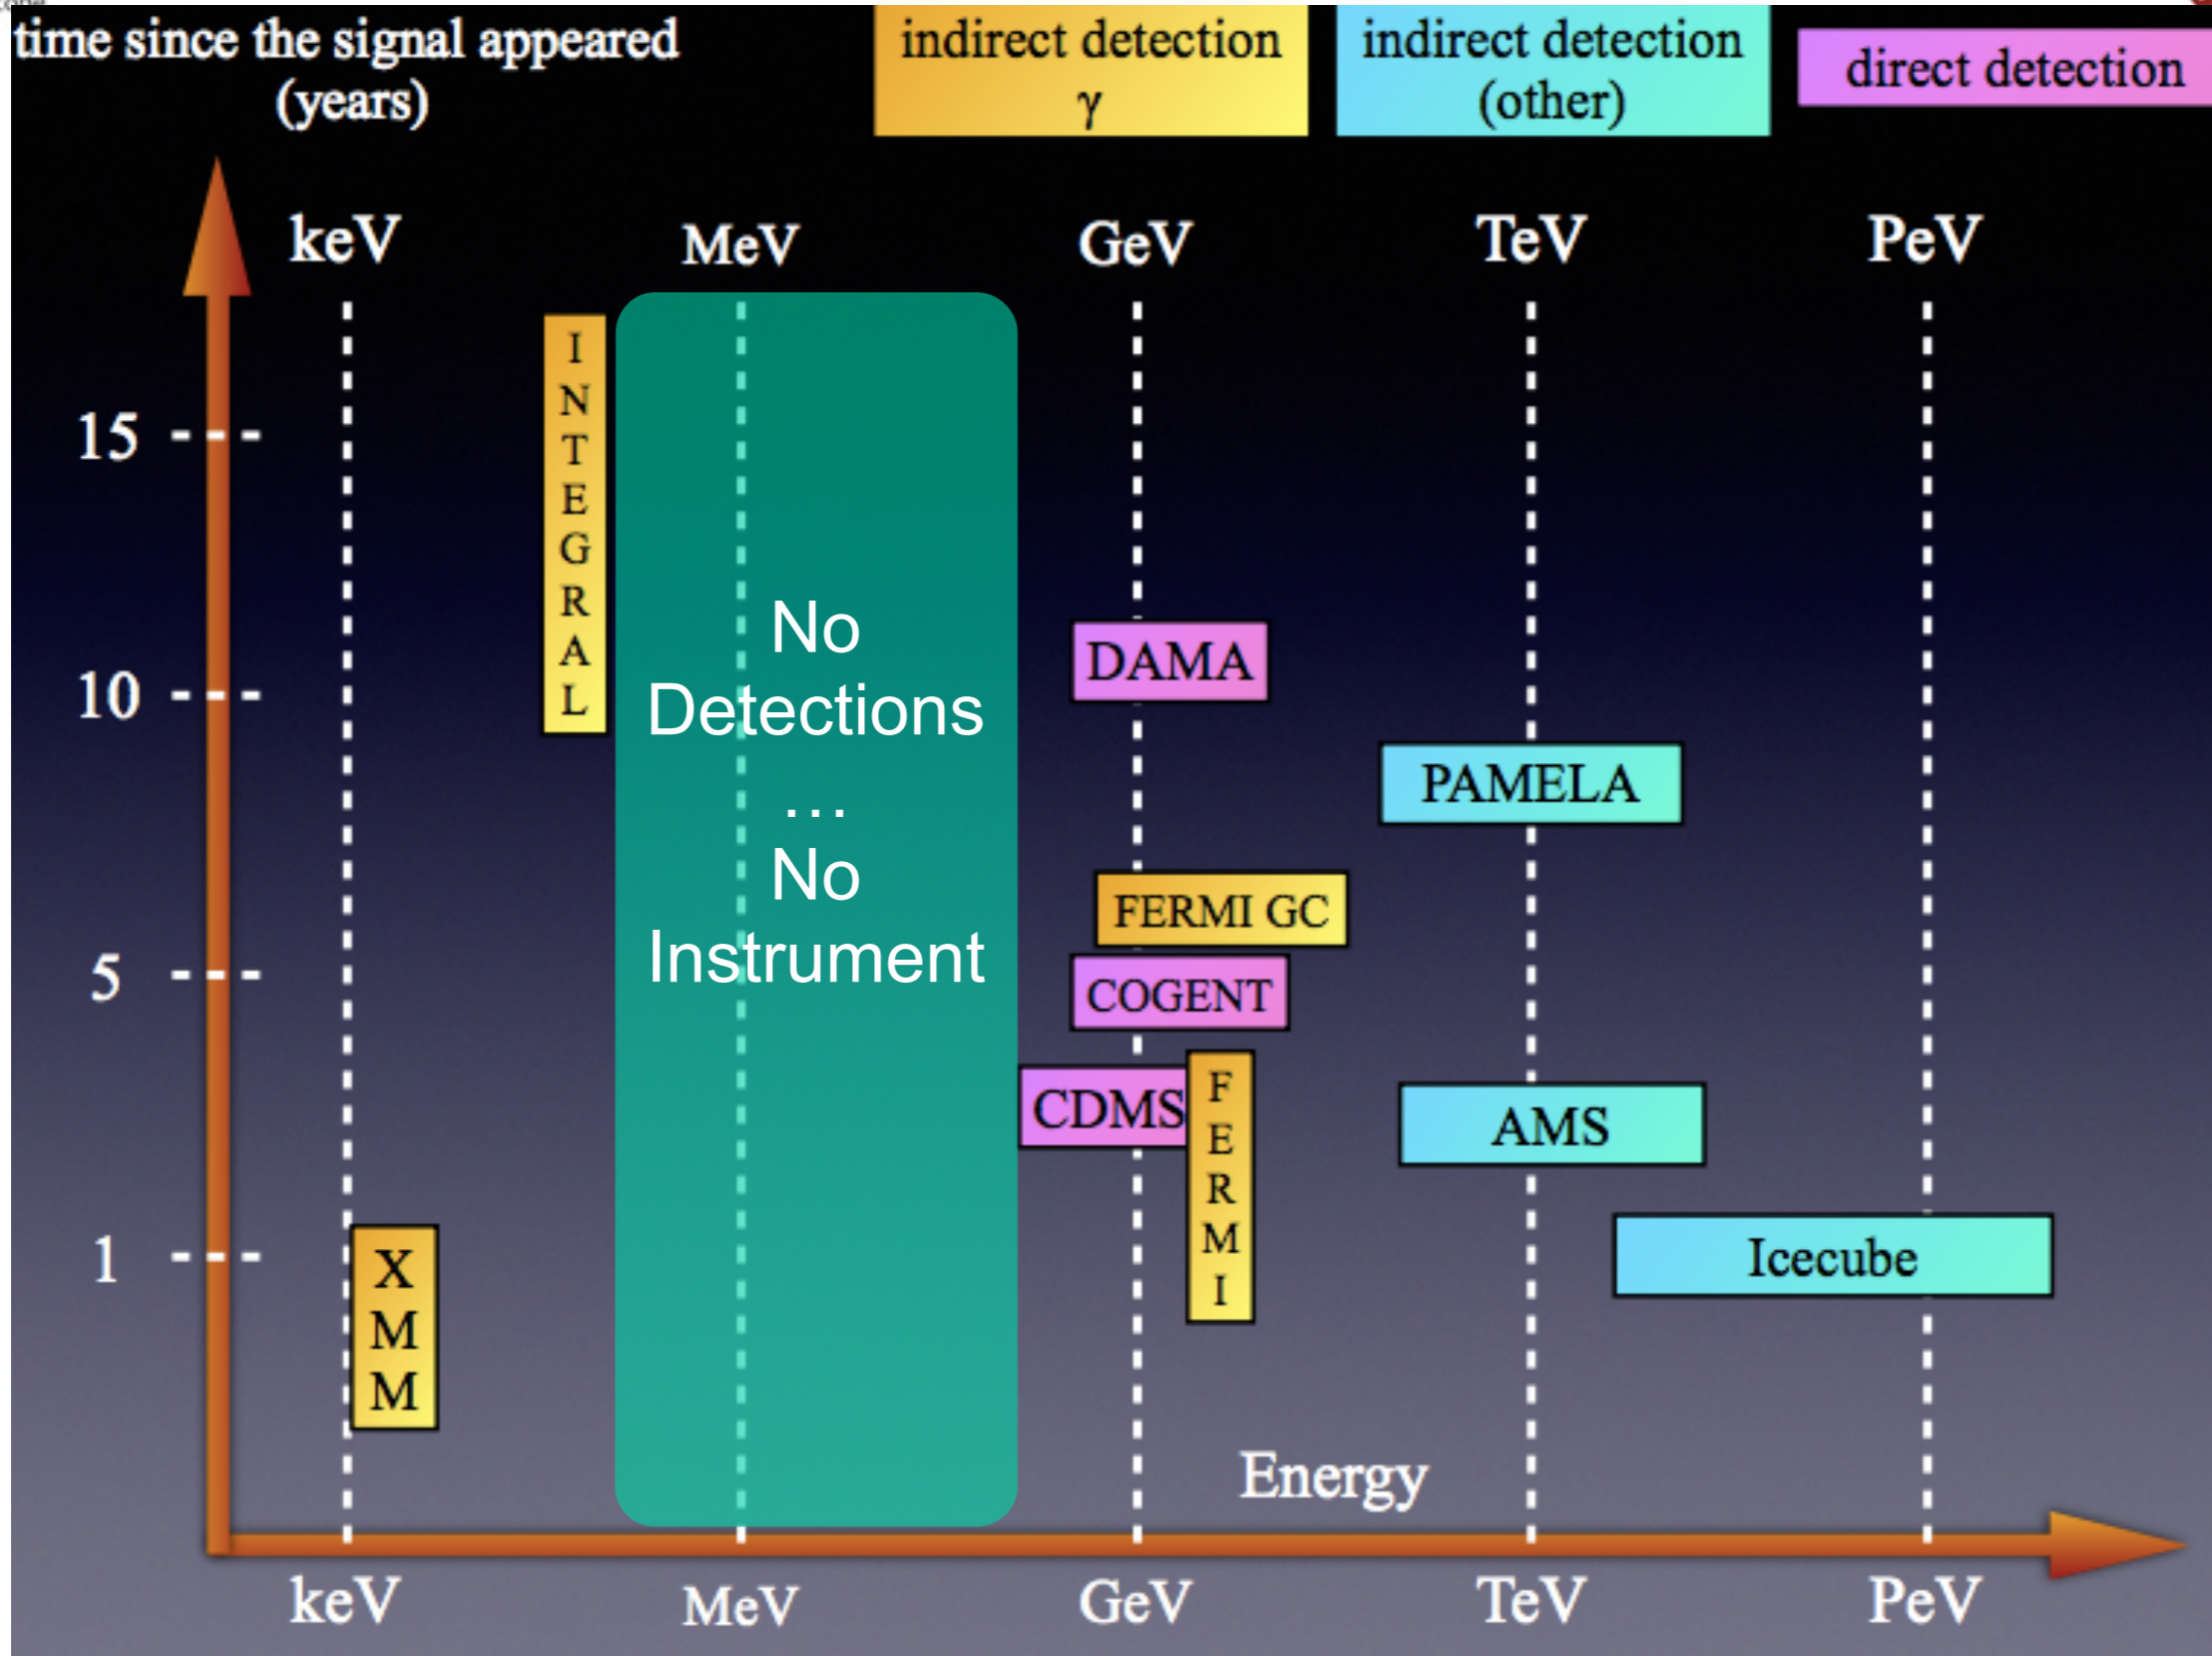 time since the signal appeared
(years)
indirect detection
γ
indirect detection
(other)
direct detection
keV
MeV
GeV
TeV
PeV
15
10
5
1
INTEGRAL
No
Detections
...
No
Instrument
DAMA
PAMELA
FERMI GC
COGENT
CDMS
FERMI
AMS
XMM
Icecube
Energy
keV
MeV
GeV
TeV
PeV